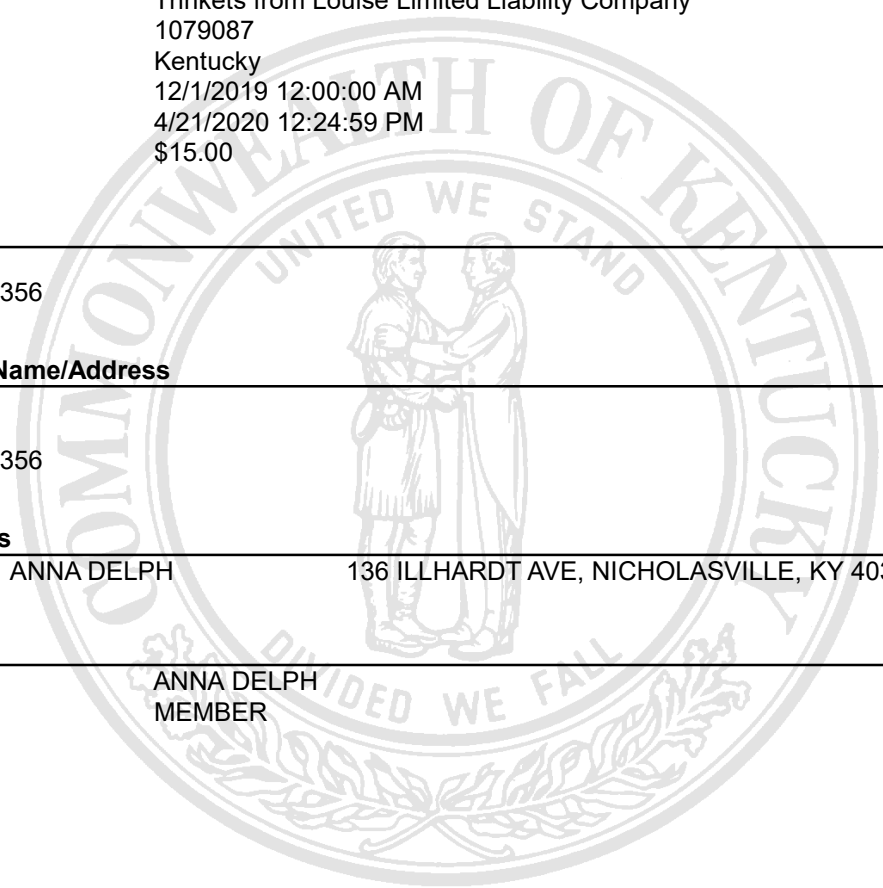 Trinkets from Louise Limited Liability Company
1079087
Kentucky
12/1/2019 12:00:00 AM
4/21/2020 12:24:59 PM
$15.00
COMMONWEALTH OF KENTUCKY
UNITED WE STAND
356
Name/Address
356
s
ANNA DELPH 136 ILLHARDT AVE, NICHOLASVILLE, KY 403
ANNA DELPH
MEMBER
DIVIDED WE FALL